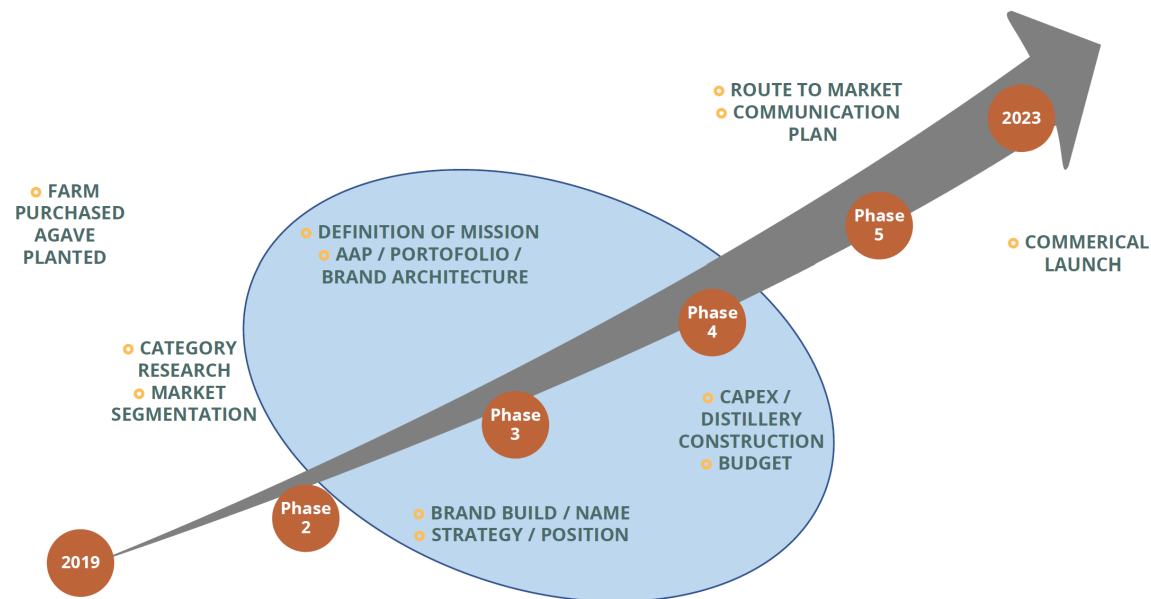 ROUTE TO MARKET
COMMUNICATION
PLAN
2023
FARM
PURCHASED
AGAVE
PLANTED
Phase
5
DEFINITION OF MISSION
AAP / PORTOFOLIO /
BRAND ARCHITECTURE
COMMERICAL
LAUNCH
Phase
4
CATEGORY
RESEARCH
MARKET
SEGMENTATION
Phase
3
CAPEX /
DISTILLERY
CONSTRUCTION
BUDGET
Phase
2
BRAND BUILD / NAME
STRATEGY / POSITION
2019